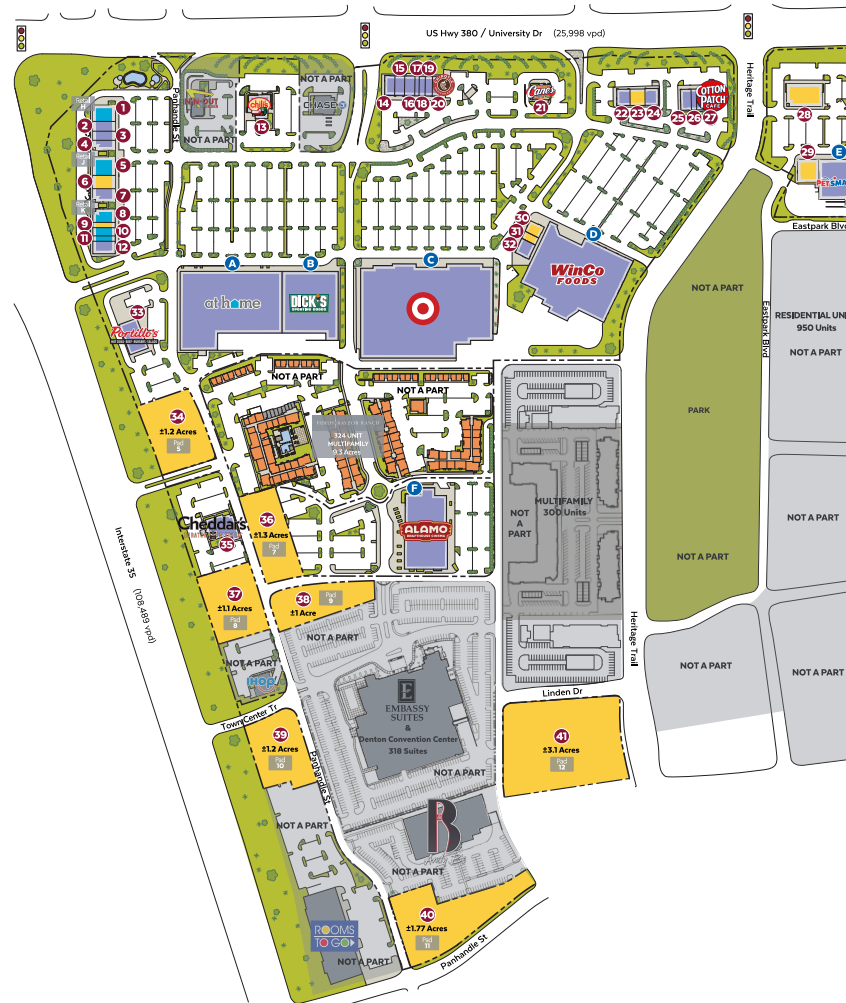 US Hwy 380 / University Dr (25,998 vpd)
Panhandle St
Heritage Trail
Retail H
1
2
3
4
Retail J
5
6
7
Retail K
8
9
10
11
12
IN-N-OUT
NOT A PART
chili's
13
NOT A PART
CHASE
14
15
16
17
18
19
20
Cane's
21
22
23
24
25
26
27
COTTON PATCH CAFE
28
29
E
PETSMA
Eastpark Blvd
30
31
32
D
WinCo
FOODS
A
at home
B
DICK'S
SPORTING GOODS
C
33
Portillo's
NOT A PART
NOT A PART
324 UNIT
MULTIFAMILY
9.3 Acres
NOT A PART
PARK
NOT A PART
Eastpark Blvd
RESIDENTIAL UNI
950 Units
NOT A PART
NOT A PART
NOT A PART
NOT A PART
34
±1.2 Acres
Pad
5
Cheddar's
35
36
±1.3 Acres
Pad
7
F
ALAMO
DRAFTHOUSE CINEMA
NOT
A
PART
MULTIFAMILY
300 Units
Interstate 35 (108,489 vpd)
37
±1.1 Acres
Pad
8
38
±1 Acre
Pad
9
NOT A PART
NOT A PART
IHOP
Heritage Trail
Linden Dr
Town Center Tr
E
EMBASSY
SUITES
&
Denton Convention Center
318 Suites
NOT A PART
39
±1.2 Acres
Pad
10
Panhandle St
41
±3.1 Acres
Pad
12
NOT A PART
B
NOT A PART
40
±1.77 Acres
Pad
11
ROOMS
TO GO
NOT A PART
Panhandle St